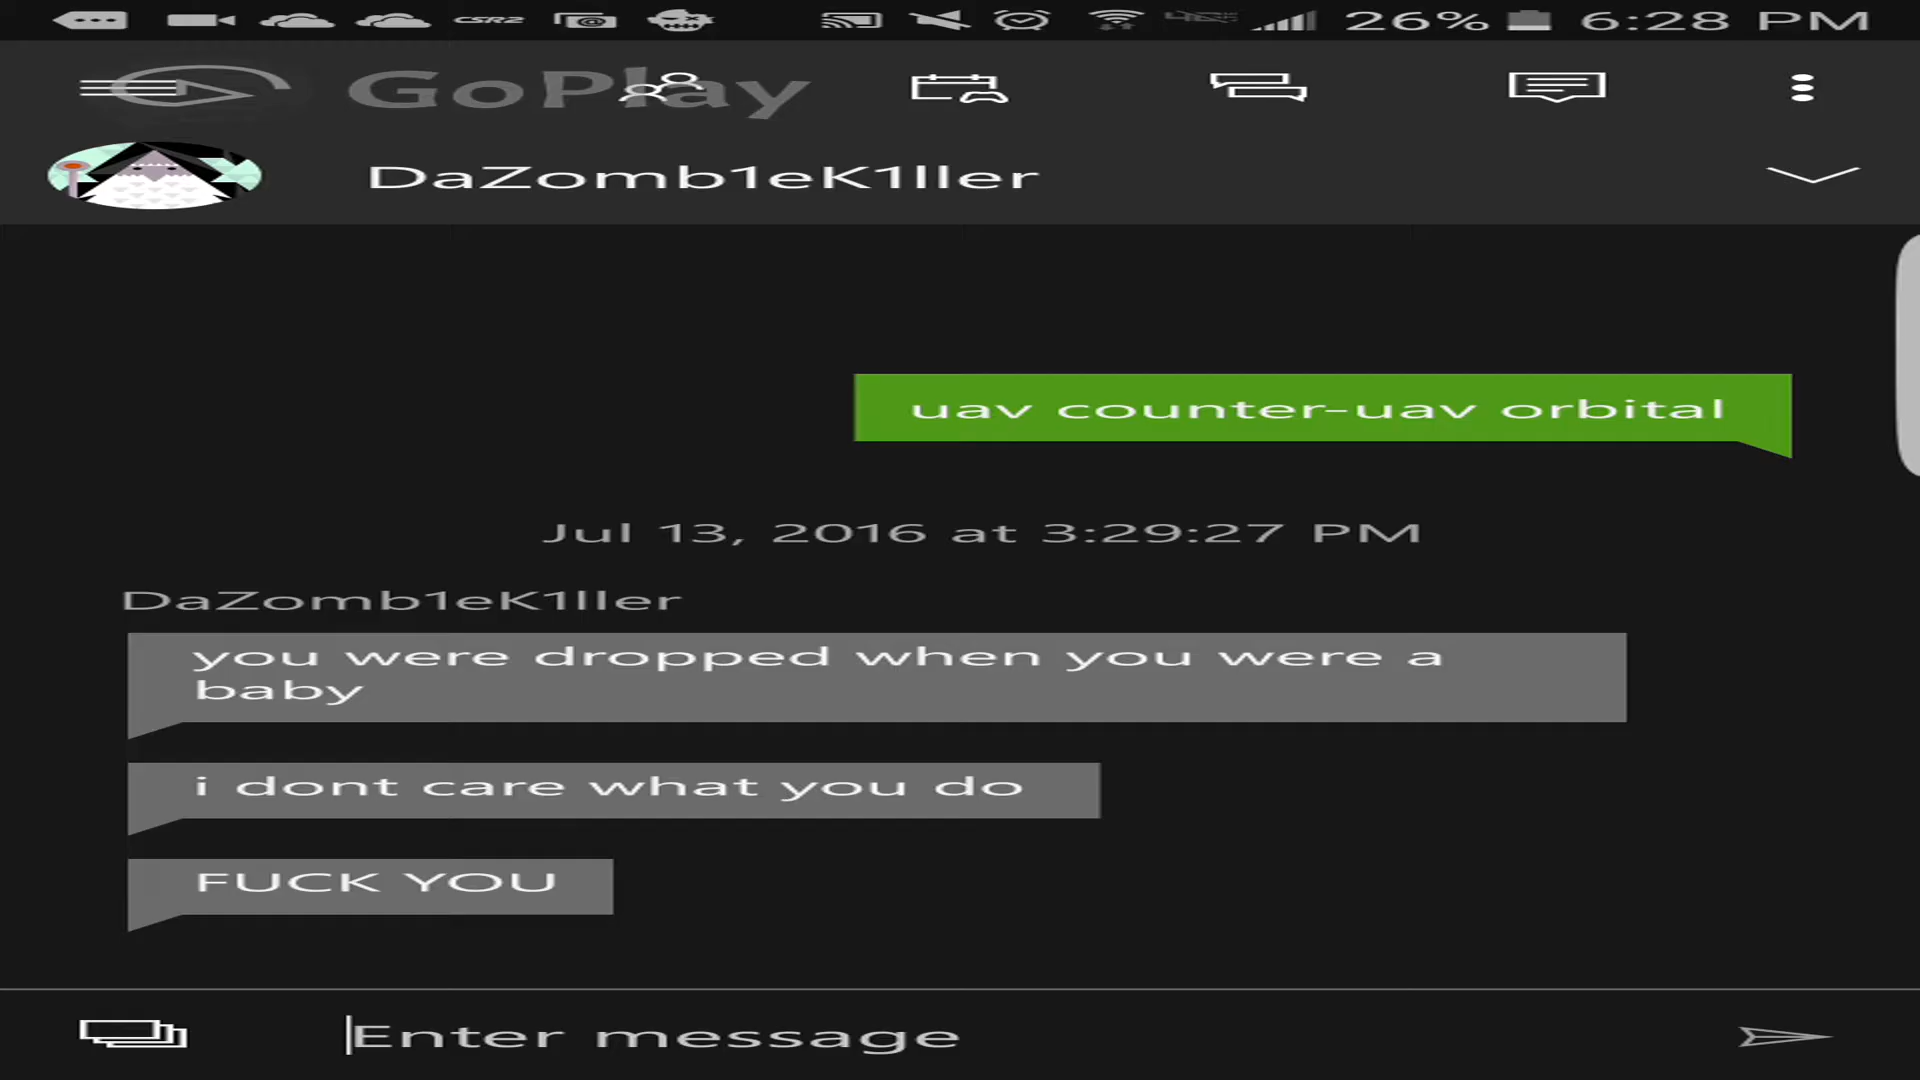 CSR2 26% 6:28 PM
GoPlay
DaZomb1eK1ller
uav counter-uav orbital
Jul 13, 2016 at 3:29:27 PM
DaZomb1eK1ller
you were dropped when you were a
baby
i dont care what you do
FUCK YOU
Enter message